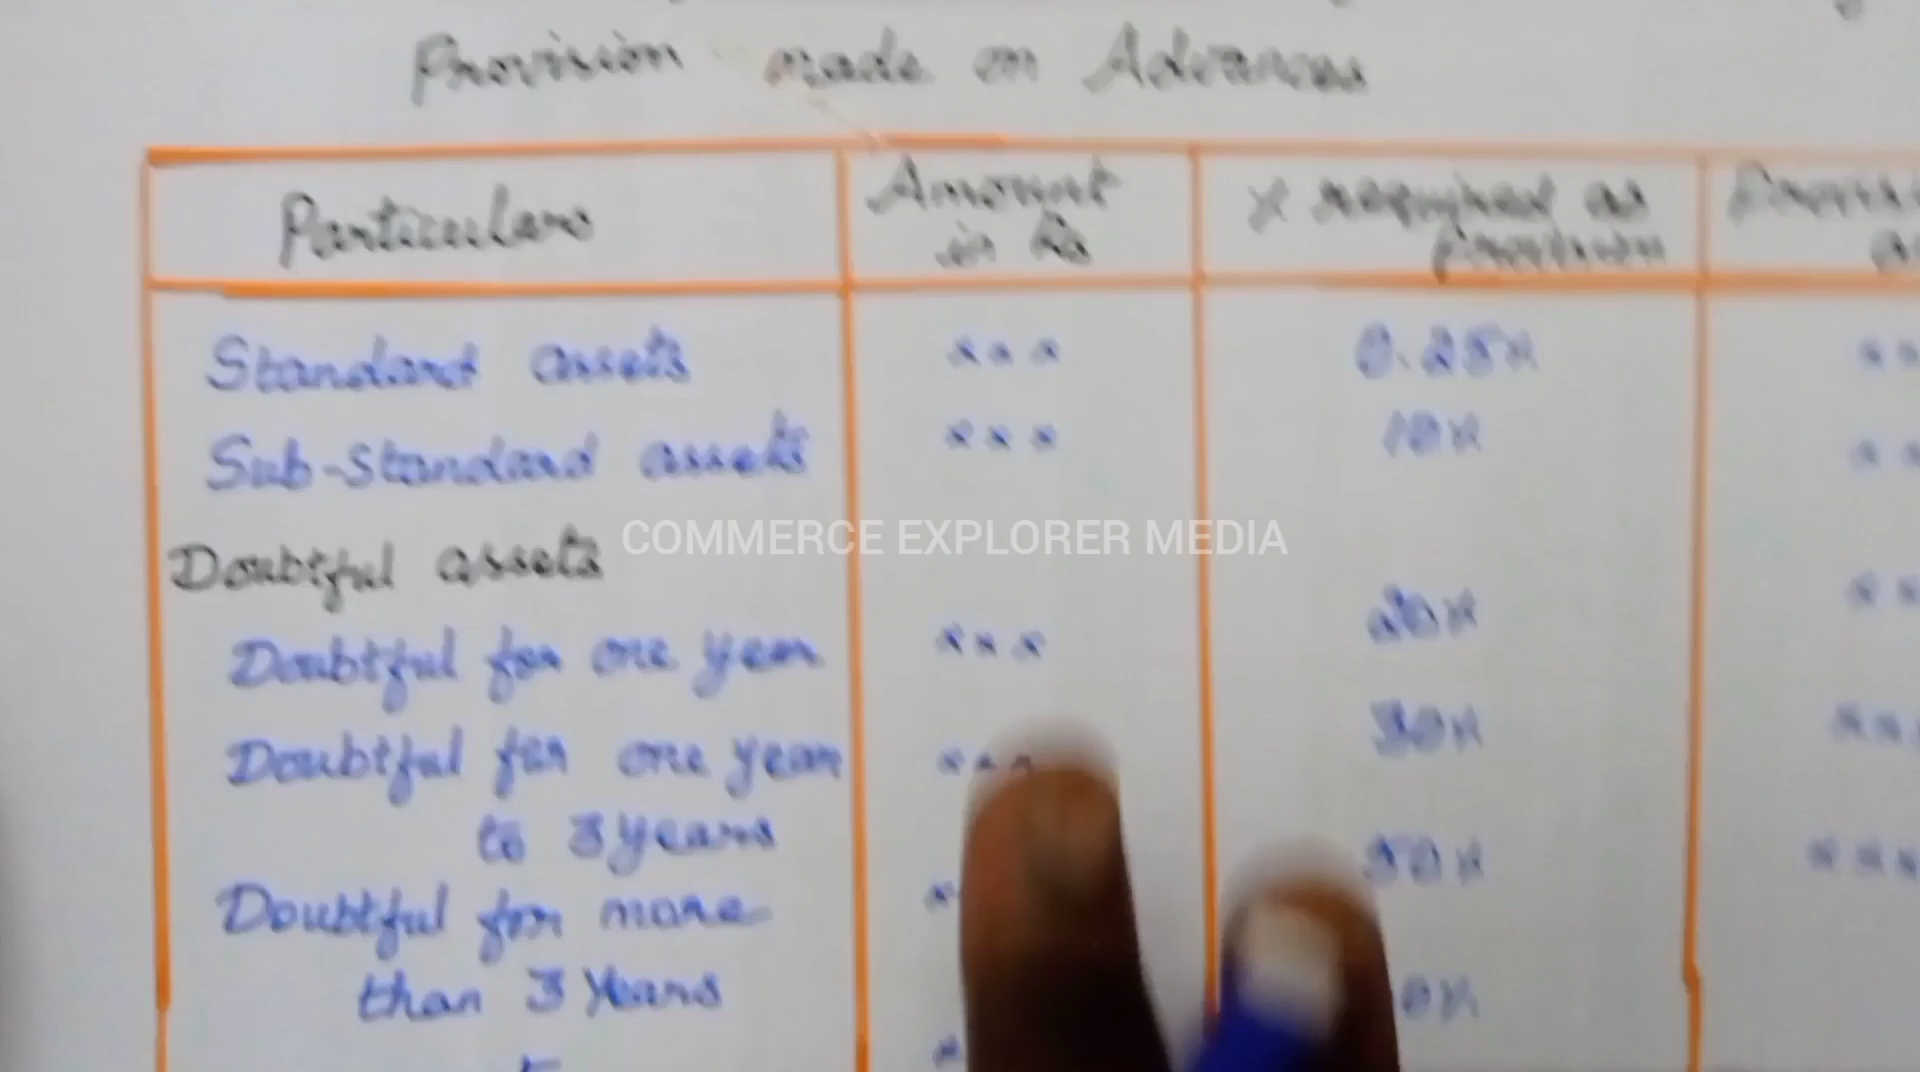 Provision made on Advances
Particulars Amount in Rs % required as Provision
Standard assets xxx 0.25%
Sub-Standard assets xxx 10%
COMMERCE EXPLORER MEDIA
Doubtful assets
Doubtful for one year xxx 20%
Doubtful for one year xxx 30%
to 3 years
Doubtful for more 50%
than 3 years